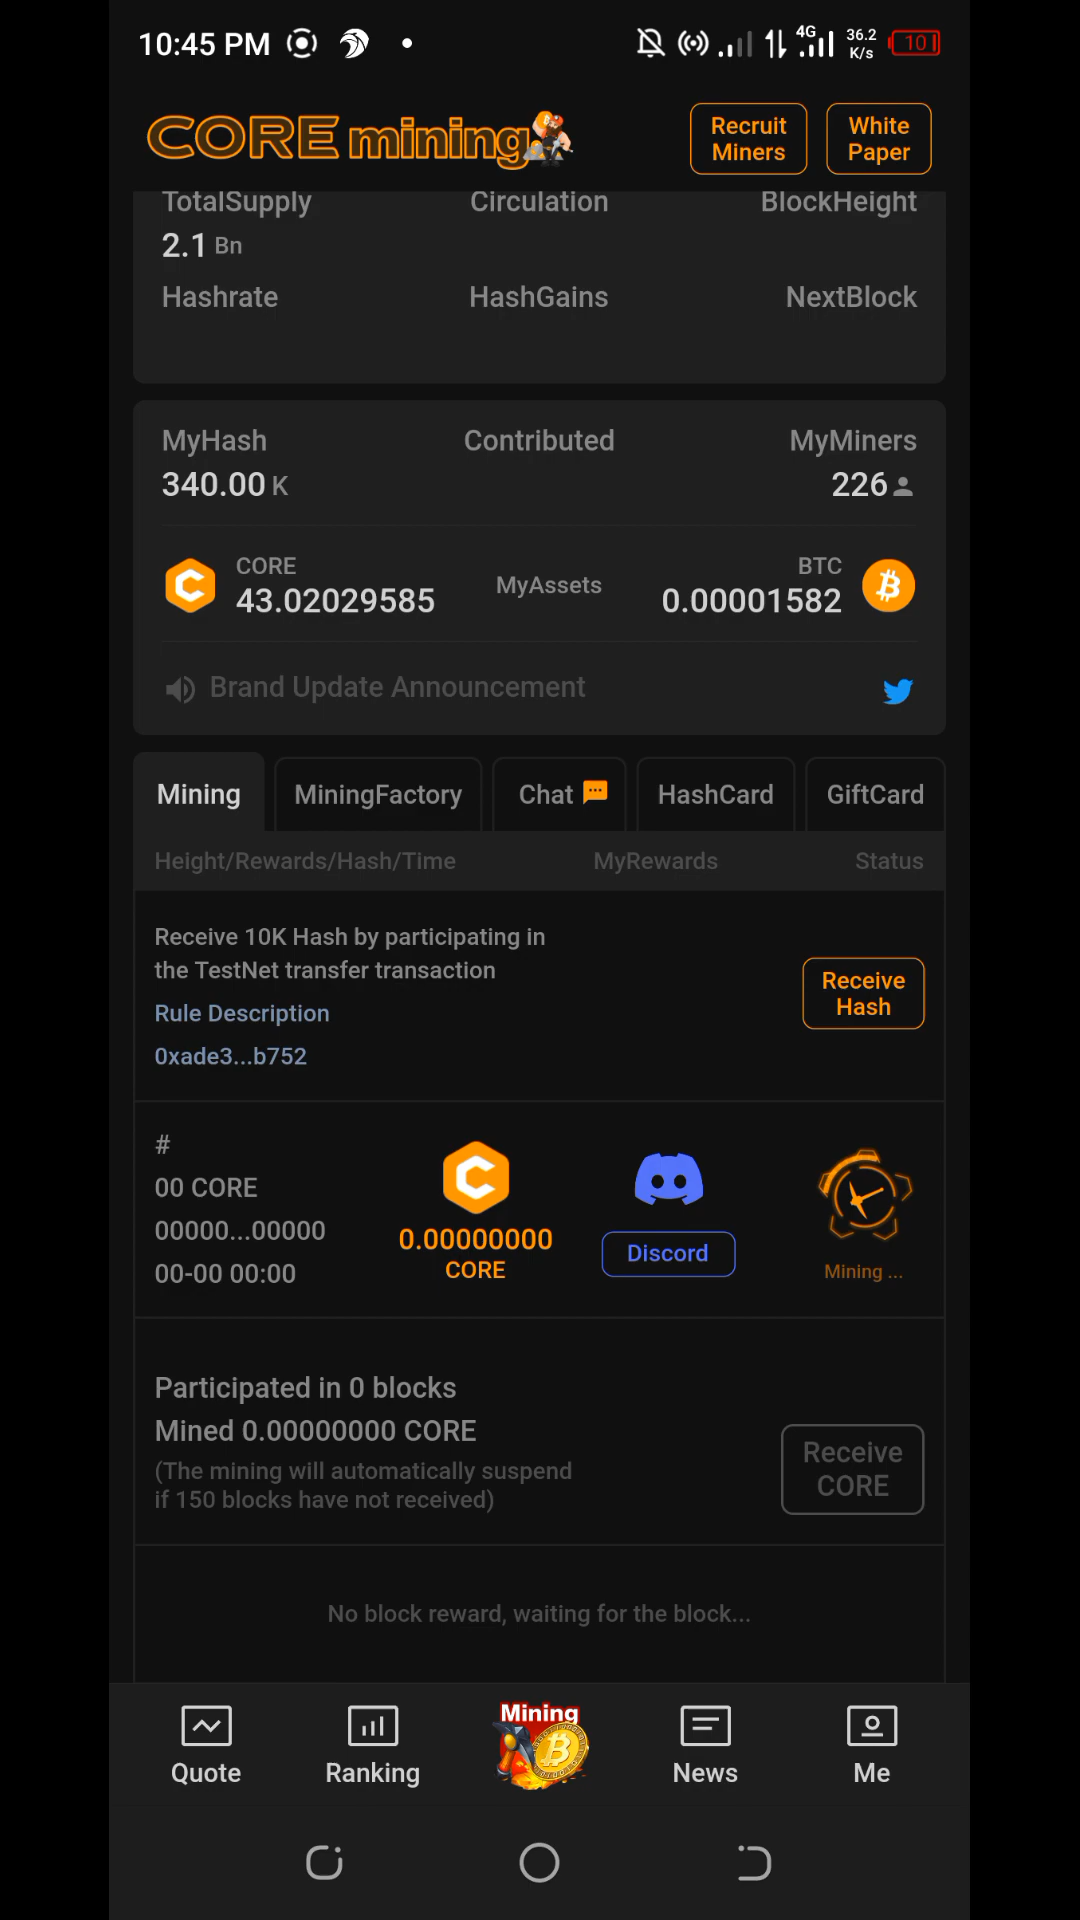 10:45 PM
4G
36.2
K/s
10
CORE mining
Recruit
Miners
White
Paper
TotalSupply
Circulation
BlockHeight
2.1 Bn
Hashrate
HashGains
NextBlock
MyHash
Contributed
MyMiners
340.00 K
226
CORE
43.02029585
MyAssets
BTC
0.00001582
Brand Update Announcement
Mining
MiningFactory
Chat
HashCard
GiftCard
Height/Rewards/Hash/Time
MyRewards
Status
Receive 10K Hash by participating in
the TestNet transfer transaction
Rule Description
0xade3...b752
Receive
Hash
#
00 CORE
00000...00000
00-00 00:00
0.00000000
CORE
Discord
Mining ...
Participated in 0 blocks
Mined 0.00000000 CORE
(The mining will automatically suspend
if 150 blocks have not received)
Receive
CORE
No block reward, waiting for the block...
Quote
Ranking
Mining
News
Me